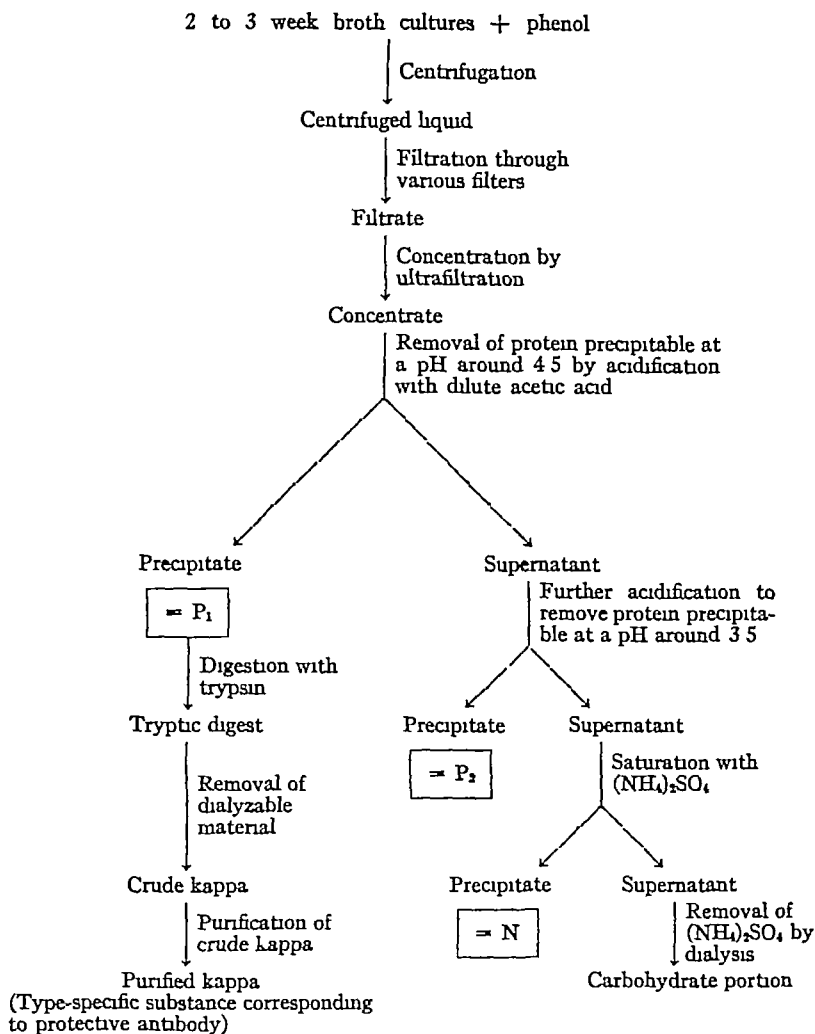 2 to 3 week broth cultures + phenol
Centrifugation
Centrifuged liquid
Filtration through
various filters
Filtrate
Concentration by
ultrafiltration
Concentrate
Removal of protein precipitable at
a pH around 4 5 by acidification
with dilute acetic acid
Precipitate
= P₁
Digestion with
trypsin
Tryptic digest
Removal of
dialyzable
material
Crude kappa
Purification of
crude kappa
Purified kappa
(Type-specific substance corresponding
to protective antibody)
Supernatant
Further acidification to
remove protein precipita-
ble at a pH around 3 5
Precipitate
= P₂
Supernatant
Saturation with
(NH₄)₂SO₄
Precipitate
= N
Supernatant
Removal of
(NH₄)₂SO₄ by
dialysis
Carbohydrate portion